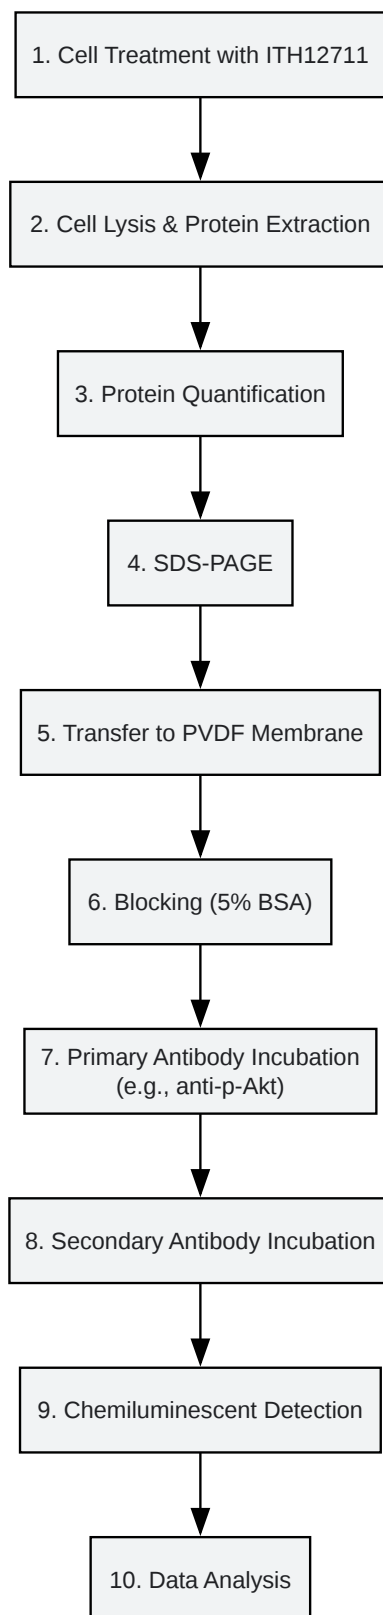 1. Cell Treatment with ITH12711
2. Cell Lysis & Protein Extraction
3. Protein Quantification
4. SDS-PAGE
5. Transfer to PVDF Membrane
6. Blocking (5% BSA)
7. Primary Antibody Incubation
(e.g., anti-p-Akt)
8. Secondary Antibody Incubation
9. Chemiluminescent Detection
10. Data Analysis